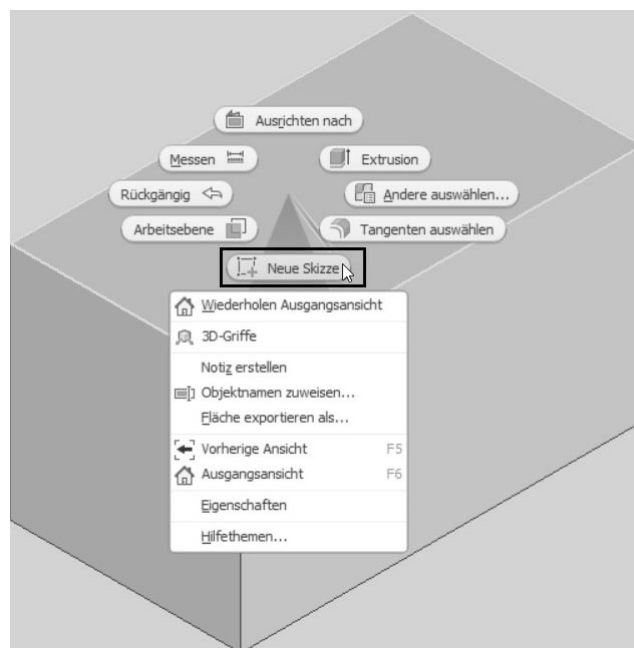 Ausrichten nach
Messen
Extrusion
Rückgängig
Andere auswählen...
Arbeitsebene
Tangenten auswählen
Neue Skizze
Wiederholen Ausgangsansicht
3D-Griffe
Notiz erstellen
Objektnamen zuweisen...
Fläche exportieren als...
Vorherige Ansicht F5
Ausgangsansicht F6
Eigenschaften
Hilfethemen...